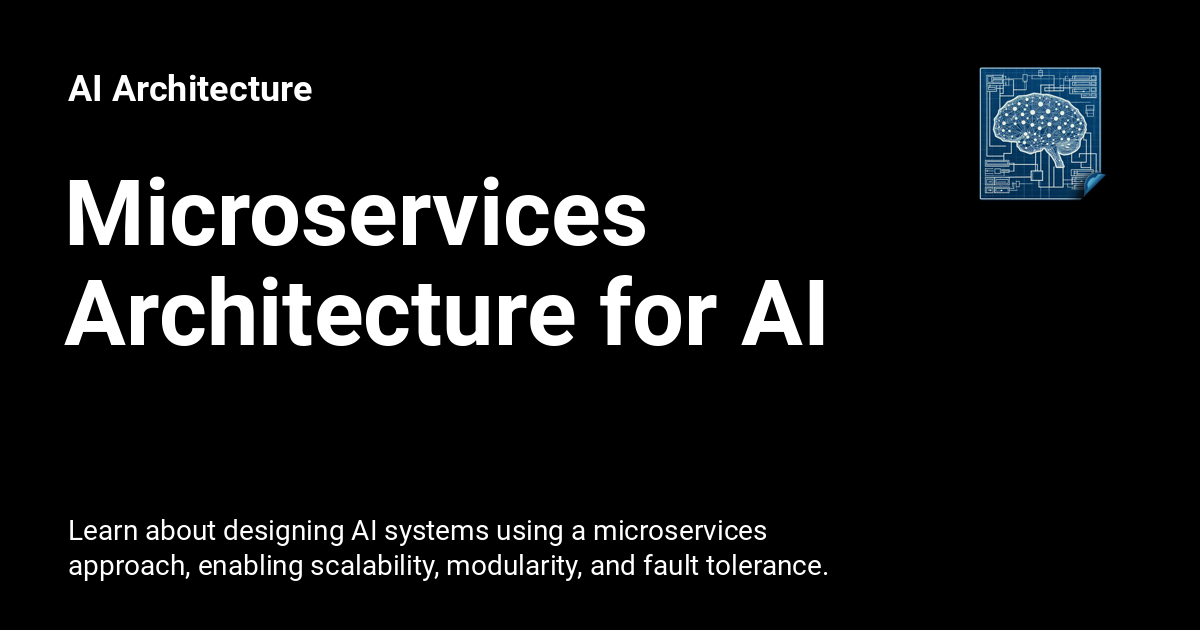 AI Architecture
Microservices
Architecture for AI
Learn about designing AI systems using a microservices
approach, enabling scalability, modularity, and fault tolerance.